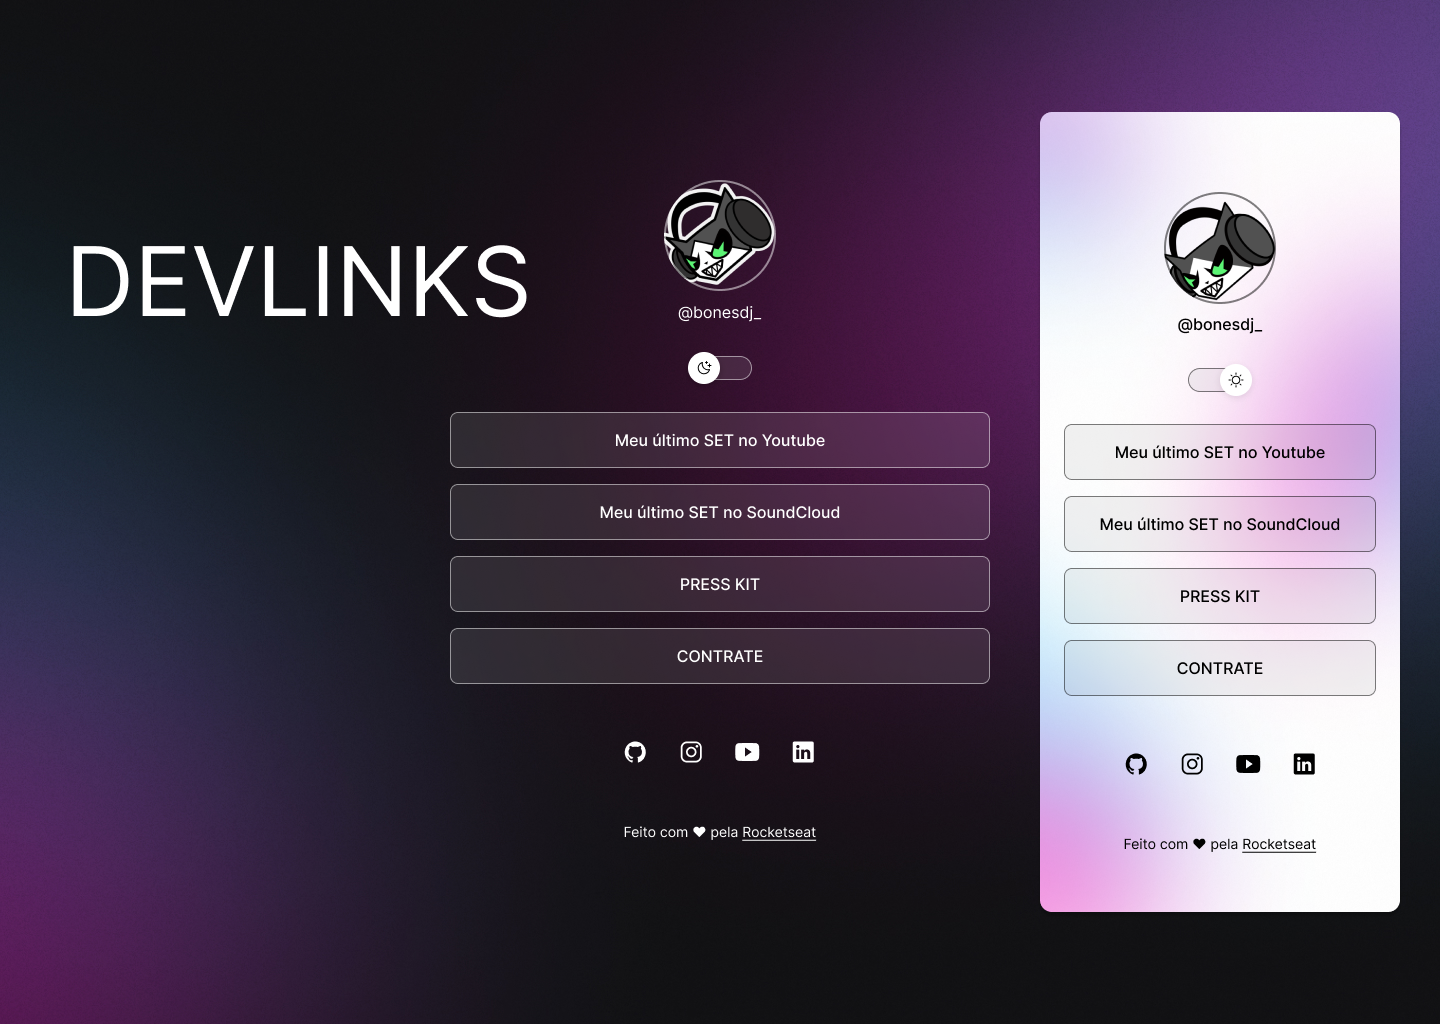 DEVLINKS
@bonesdj_
Meu último SET no Youtube
Meu último SET no SoundCloud
PRESS KIT
CONTRATE
Feito com ♥ pela Rocketseat
@bonesdj_
Meu último SET no Youtube
Meu último SET no SoundCloud
PRESS KIT
CONTRATE
Feito com ♥ pela Rocketseat